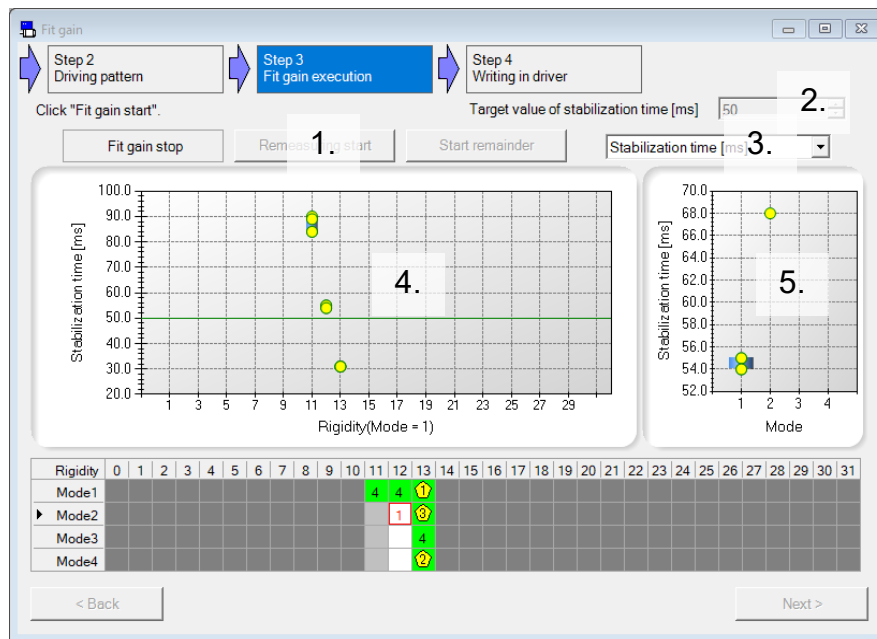 Fit gain
Step 2
Driving pattern
Step 3
Fit gain execution
Step 4
Writing in driver
Click "Fit gain start".
Target value of stabilization time [ms]
50
2.
Fit gain stop
Remeasuring start
1.
Start remainder
Stabilization time [ms]
3.
100.0
90.0
80.0
70.0
60.0
50.0
40.0
30.0
20.0
Stabilization time [ms]
4.
1 3 5 7 9 11 13 15 17 19 21 23 25 27 29
Rigidity(Mode = 1)
70.0
68.0
66.0
64.0
62.0
60.0
58.0
56.0
54.0
52.0
Stabilization time [ms]
5.
1 2 3 4
Mode
Rigidity 0 1 2 3 4 5 6 7 8 9 10 11 12 13 14 15 16 17 18 19 20 21 22 23 24 25 26 27 28 29 30 31
Mode1 4 4 1
Mode2 1 3
Mode3 4
Mode4 2
< Back
Next >